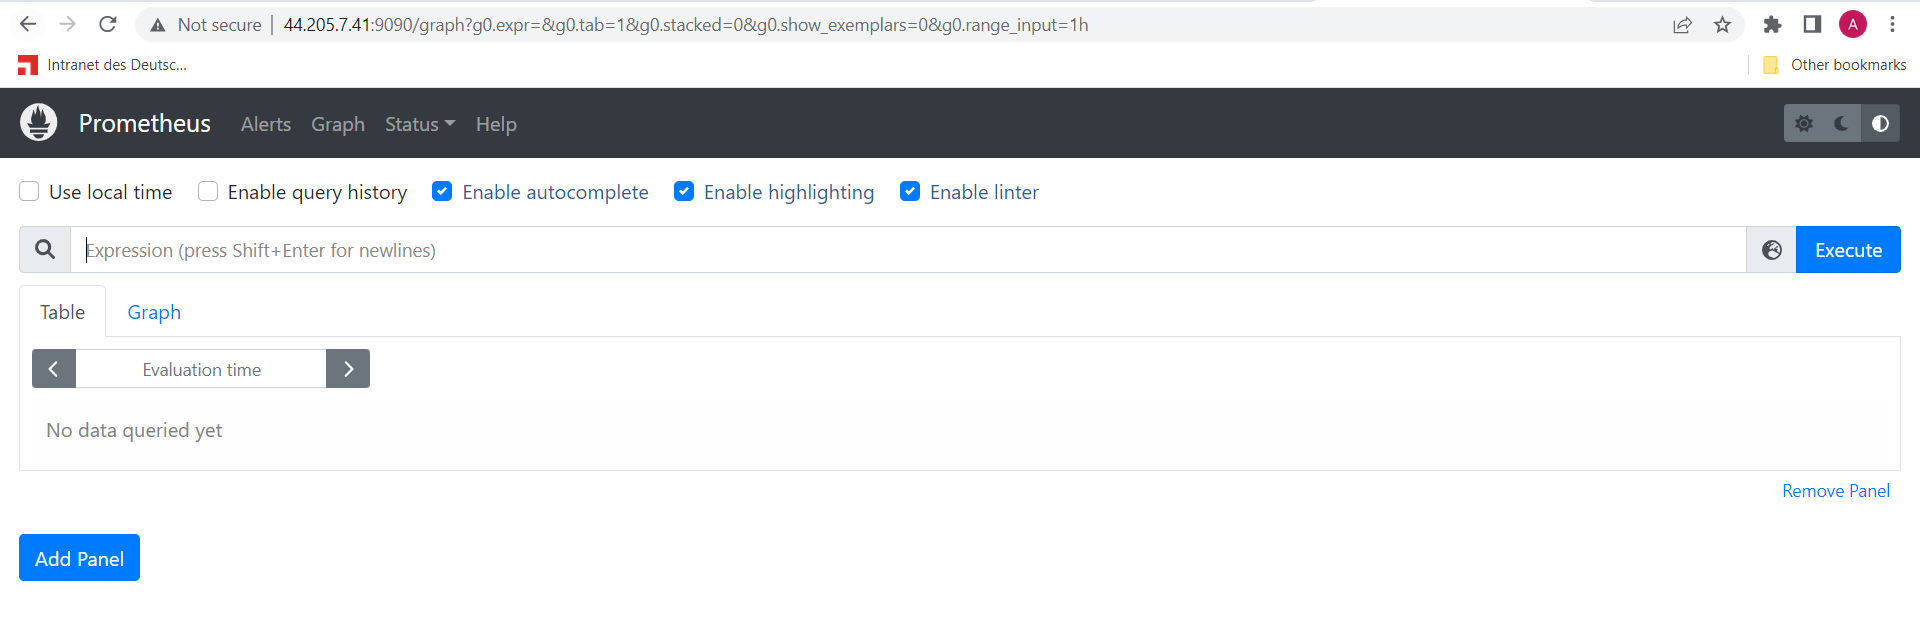 Not secure | 44.205.7.41:9090/graph?g0.expr=&g0.tab=1&g0.stacked=0&g0.show_exemplars=0&g0.range_input=1h A
Intranet des Deutsc... Other bookmarks
Prometheus Alerts Graph Status Help
Use local time Enable query history Enable autocomplete Enable highlighting Enable linter
Expression (press Shift+Enter for newlines) Execute
Table Graph
Evaluation time
No data queried yet
Remove Panel
Add Panel